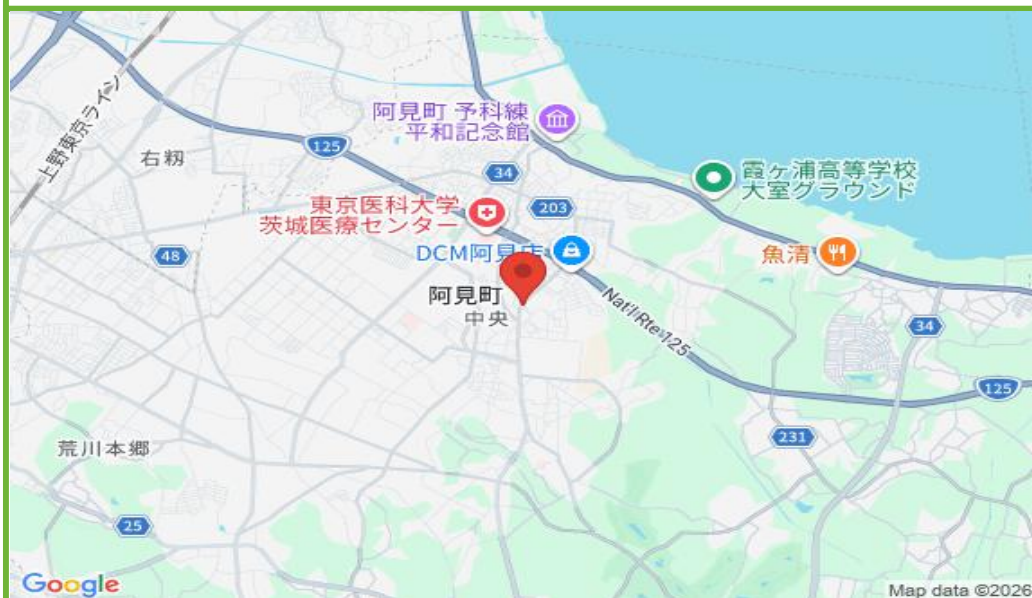 上野東京ライン
右籾
125
阿見町 予科練
平和記念館
34
東京医科大学
茨城医療センター
203
霞ヶ浦高等学校
大室グラウンド
48
DCM阿見店
魚清
阿見町
中央
Nat'l Rte 125
34
125
231
荒川本郷
25
Google
Map data ©2026